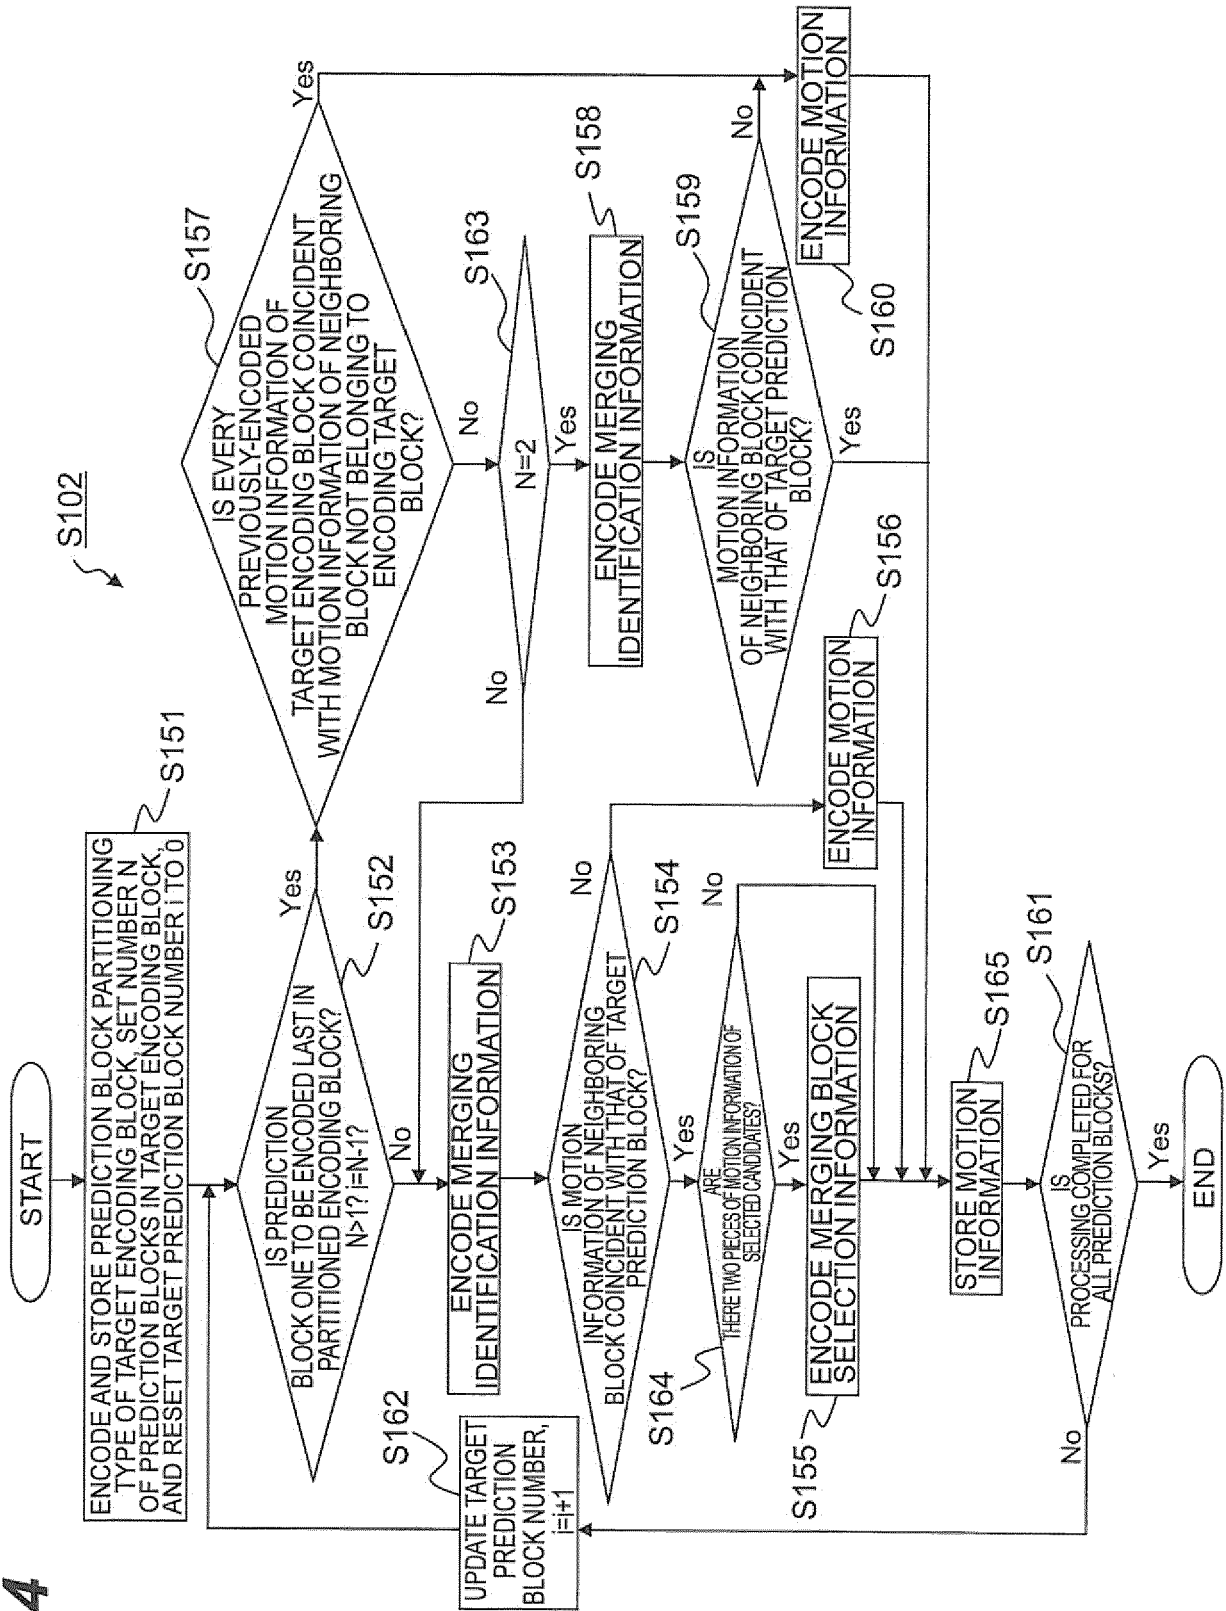 4
S102
START
ENCODE AND STORE PREDICTION BLOCK PARTITIONING
TYPE OF TARGET ENCODING BLOCK, SET NUMBER N
OF PREDICTION BLOCKS IN TARGET ENCODING BLOCK,
AND RESET TARGET PREDICTION BLOCK NUMBER i TO 0
S151
IS PREDICTION
BLOCK ONE TO BE ENCODED LAST IN
PARTITIONED ENCODING BLOCK?
N>1? i=N-1?
S152
Yes
No
IS EVERY
PREVIOUSLY-ENCODED
MOTION INFORMATION OF
TARGET ENCODING BLOCK COINCIDENT
WITH MOTION INFORMATION OF NEIGHBORING
BLOCK NOT BELONGING TO
ENCODING TARGET
BLOCK?
S157
Yes
No
N=2
S163
No
Yes
ENCODE MERGING
IDENTIFICATION INFORMATION
S158
IS
MOTION INFORMATION
OF NEIGHBORING BLOCK COINCIDENT
WITH THAT OF TARGET PREDICTION
BLOCK?
S159
No
Yes
ENCODE MOTION
INFORMATION
S160
ENCODE MERGING
IDENTIFICATION INFORMATION
S153
IS MOTION
INFORMATION OF NEIGHBORING
BLOCK COINCIDENT WITH THAT OF TARGET
PREDICTION BLOCK?
S154
No
Yes
ENCODE MOTION
INFORMATION
S156
ARE
THERE TWO PIECES OF MOTION INFORMATION OF
SELECTED CANDIDATES?
S164
No
Yes
ENCODE MERGING BLOCK
SELECTION INFORMATION
S155
STORE MOTION
INFORMATION
S165
IS
PROCESSING COMPLETED FOR
ALL PREDICTION BLOCKS?
S161
No
Yes
UPDATE TARGET
PREDICTION
BLOCK NUMBER,
i=i+1
S162
END